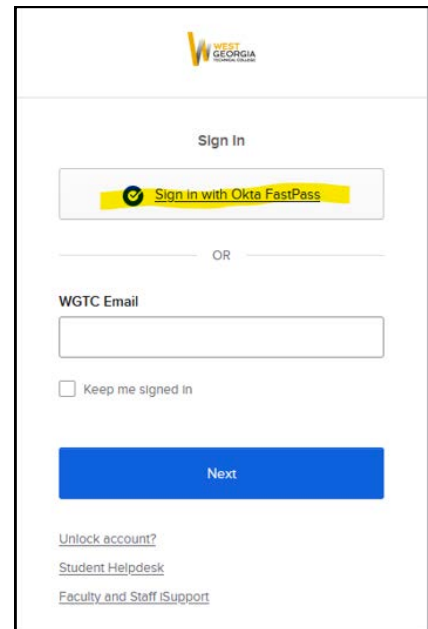 WEST
GEORGIA
TECHNICAL COLLEGE
Sign In
Sign in with Okta FastPass
OR
WGTC Email
Keep me signed in
Next
Unlock account?
Student Helpdesk
Faculty and Staff iSupport